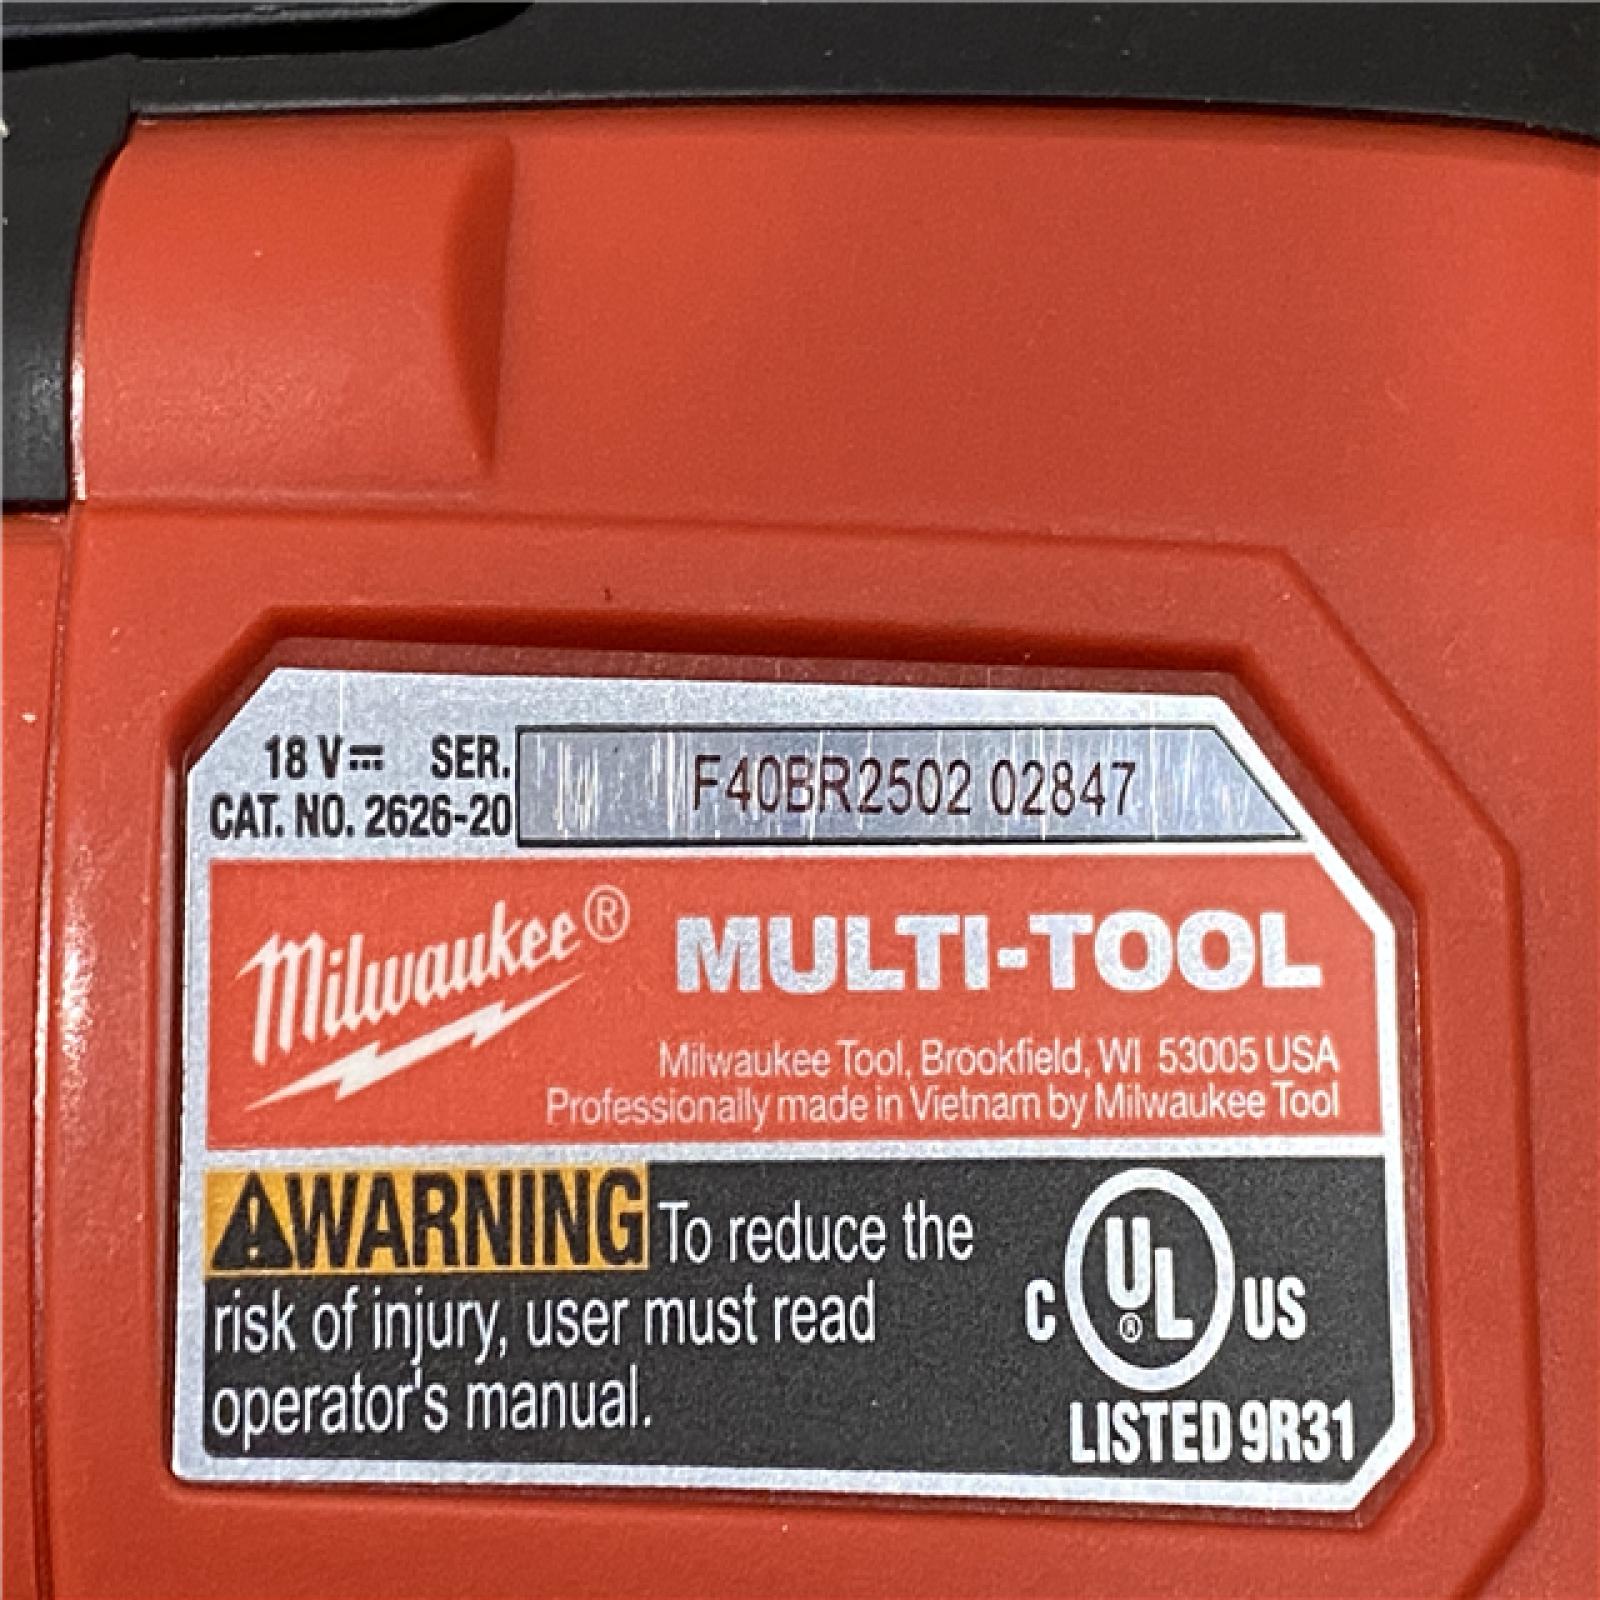 18 V⎓ SER. F40BR2502 02847
CAT. NO. 2626-20
Milwaukee® MULTI-TOOL
Milwaukee Tool, Brookfield, WI 53005 USA
Professionally made in Vietnam by Milwaukee Tool
WARNING To reduce the
risk of injury, user must read
operator's manual.
C UL® US
LISTED 9R31